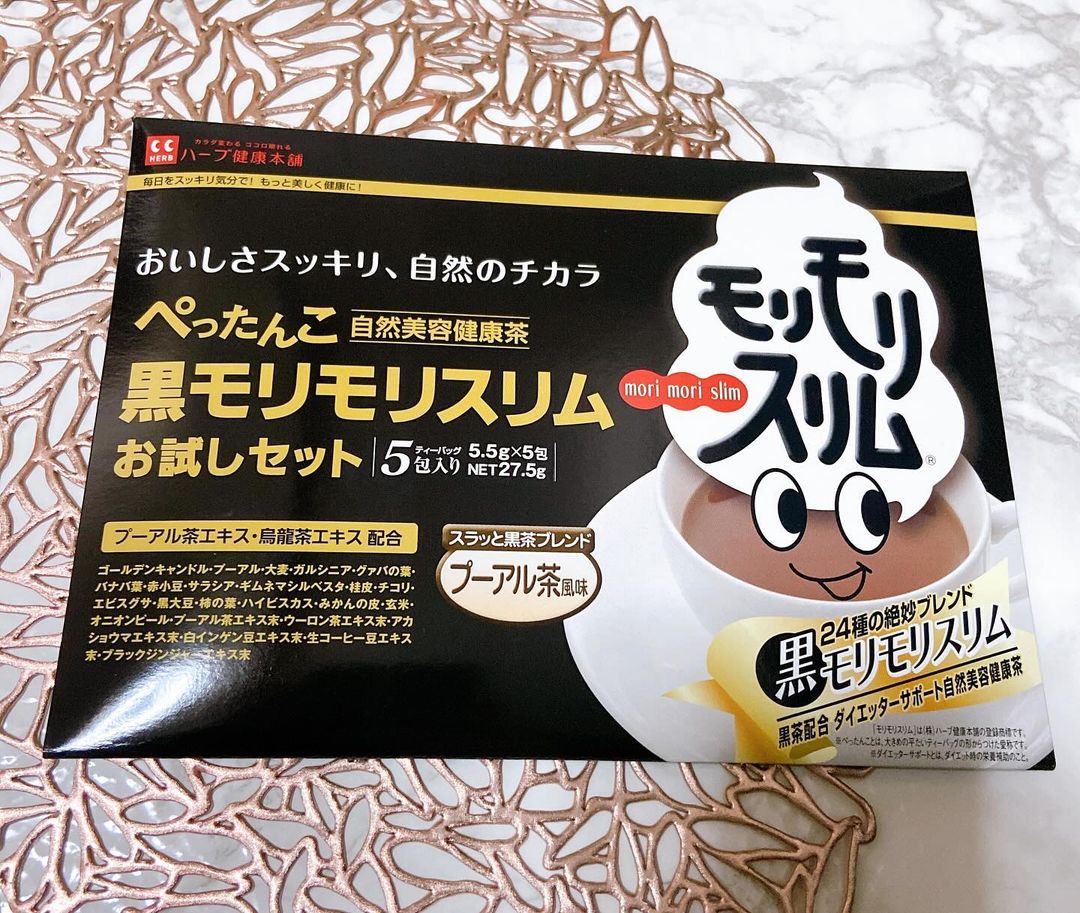 CC
HERB
カラダ変わる ココロ晴れる
ハーブ健康本舗
毎日をスッキリ気分で!もっと美しく健康に!
おいしさスッキリ、自然のチカラ
ぺったんこ 自然美容健康茶
黒モリモリスリム
お試しセット
ティーバッグ
5包入り
5.5g×5包
NET27.5g
モリモリ
スリム
®
mori mori slim
プーアル茶エキス・烏龍茶エキス 配合
ゴールデンキャンドル・プーアル・大麦・ガルシニア・グァバの葉・
バナバ葉・赤小豆・サラシア・ギムネマシルベスタ・桂皮・チコリ・
エビスグサ・黒大豆・柿の葉・ハイビスカス・みかんの皮・玄米・
オニオンピール・プーアル茶エキス末・ウーロン茶エキス末・アカ
ショウマエキス末・白インゲン豆エキス末・生コーヒー豆エキス
末・ブラックジンジャーエキス末
スラッと黒茶ブレンド
プーアル茶風味
24種の絶妙ブレンド
黒モリモリスリム
黒茶配合 ダイエッターサポート自然美容健康茶
「モリモリスリム」は(株)ハーブ健康本舗の登録商標です。
※ぺったんことは、大きめの平たいティーバッグの形からつけた愛称です。
※ダイエッターサポートとは、ダイエット時の栄養補助のこと。